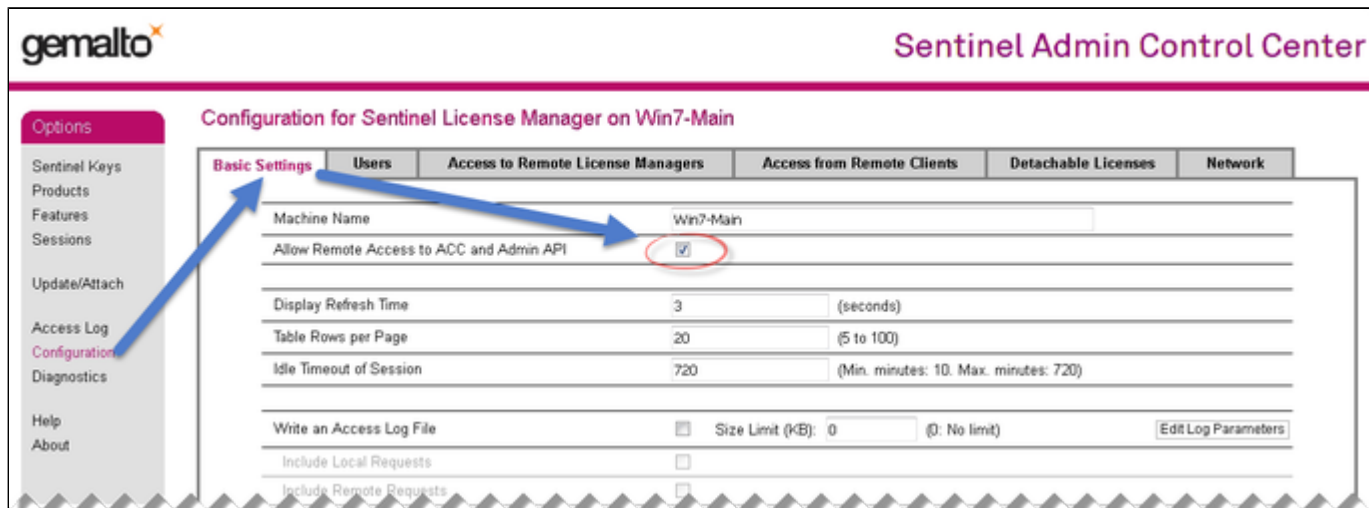 gemalto
Sentinel Admin Control Center
Options
Sentinel Keys
Products
Features
Sessions
Update/Attach
Access Log
Configuration
Diagnostics
Help
About
Configuration for Sentinel License Manager on Win7-Main
Basic Settings Users Access to Remote License Managers Access from Remote Clients Detachable Licenses Network
Machine Name Win7-Main
Allow Remote Access to ACC and Admin API
Display Refresh Time 3 (seconds)
Table Rows per Page 20 (5 to 100)
Idle Timeout of Session 720 (Min. minutes: 10. Max. minutes: 720)
Write an Access Log File Size Limit (KB): 0 (0: No limit) Edit Log Parameters
Include Local Requests
Include Remote Requests